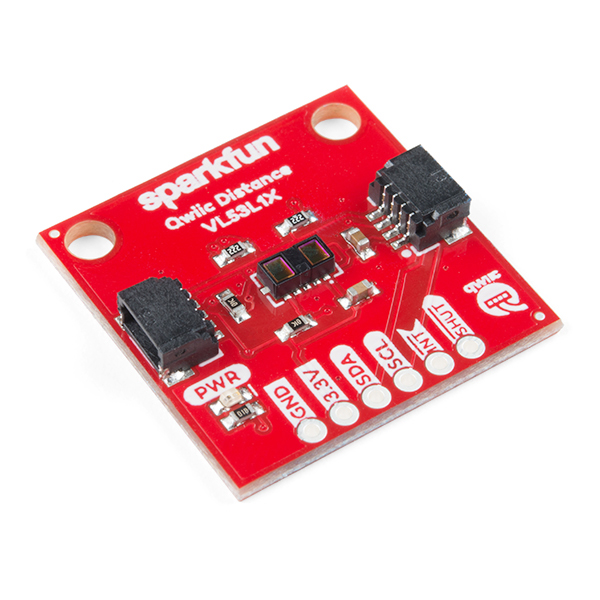 sparkfun
Qwiic Distance
VL53L1X
222
222
qwiic
PWR
GND
3.3V
SDA
SCL
INT
SHUT